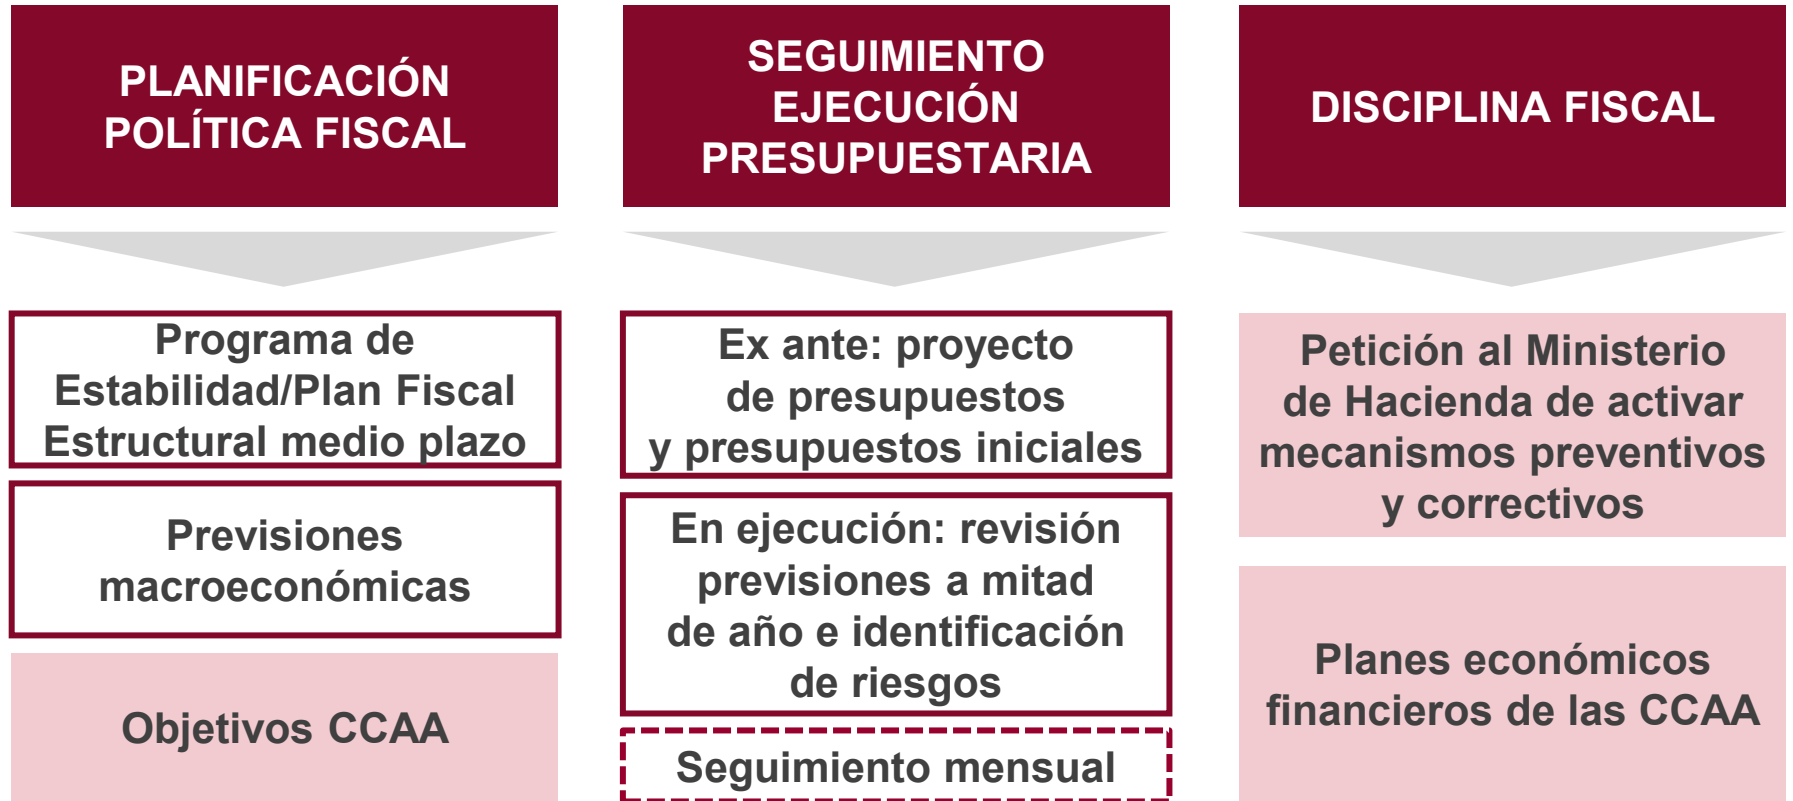 PLANIFICACIÓN
POLÍTICA FISCAL
Programa de
Estabilidad/Plan Fiscal
Estructural medio plazo
Previsiones
macroeconómicas
Objetivos CCAA
SEGUIMIENTO
EJECUCIÓN
PRESUPUESTARIA
Ex ante: proyecto
de presupuestos
y presupuestos iniciales
En ejecución: revisión
previsiones a mitad
de año e identificación
de riesgos
Seguimiento mensual
DISCIPLINA FISCAL
Petición al Ministerio
de Hacienda de activar
mecanismos preventivos
y correctivos
Planes económicos
financieros de las CCAA